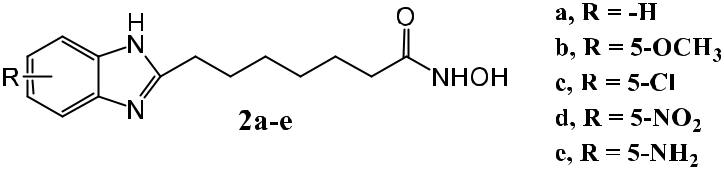 H
N
R
N
O
NHOH
2a-e
a, R = -H
b, R = 5-OCH₃
c, R = 5-Cl
d, R = 5-NO₂
e, R = 5-NH₂